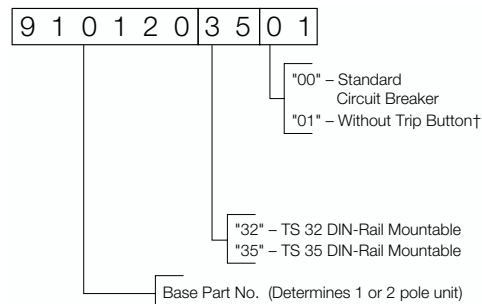 9 1 0 1 2 0 3 5 0 1
"00" – Standard
Circuit Breaker
"01" – Without Trip Button†
"32" – TS 32 DIN-Rail Mountable
"35" – TS 35 DIN-Rail Mountable
Base Part No. (Determines 1 or 2 pole unit)